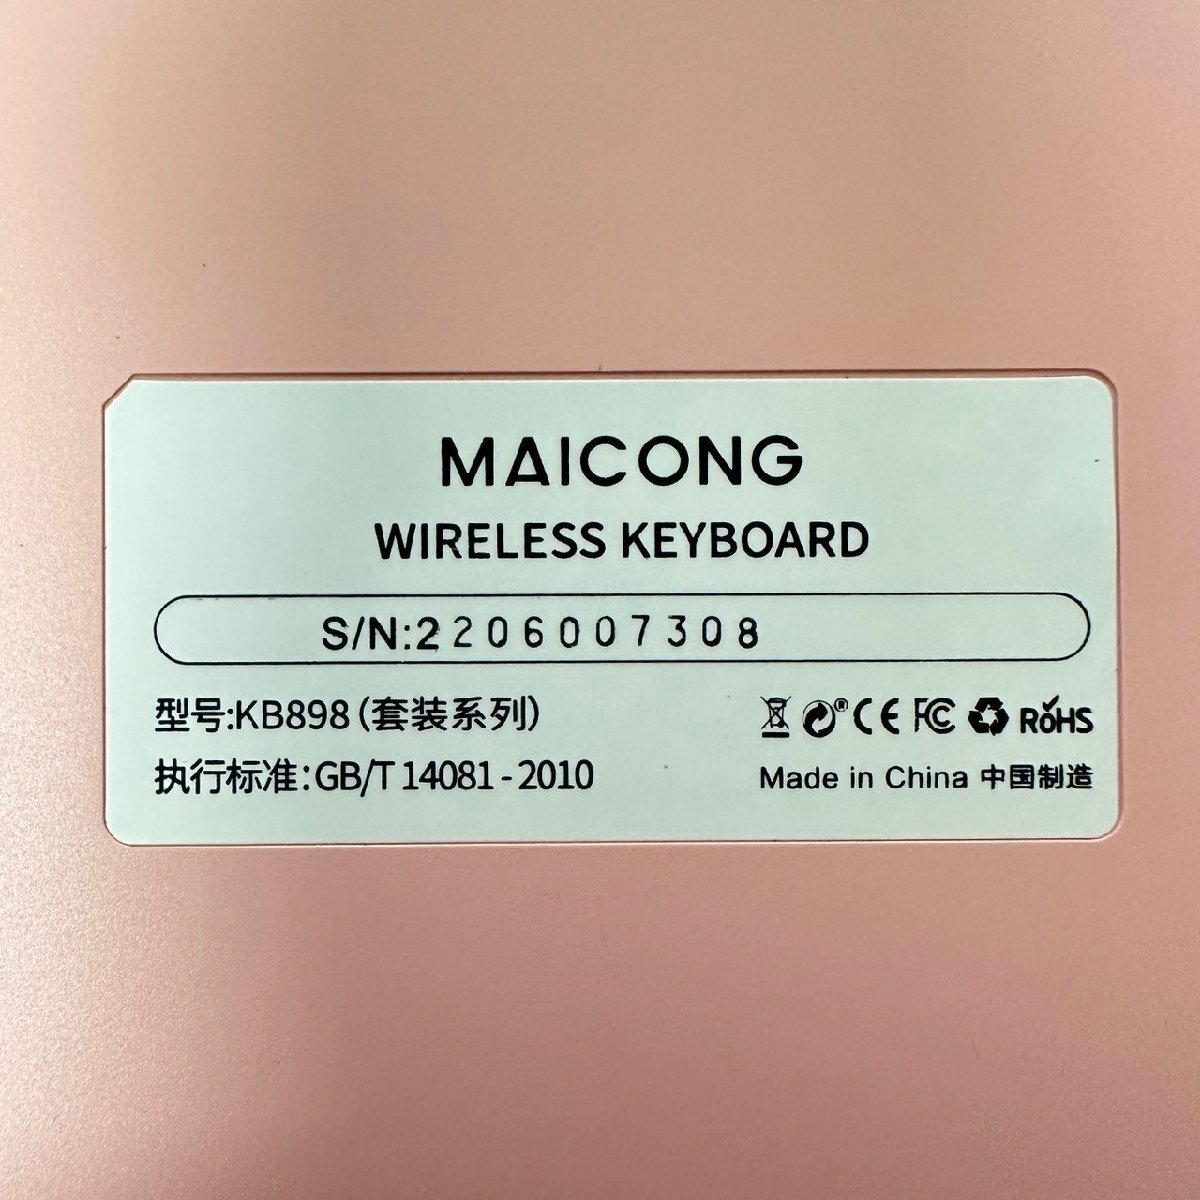 MAICONG
WIRELESS KEYBOARD
S/N:2206007308
型号:KB898(套装系列)
执行标准:GB/T 14081-2010
® CE FC RoHS
Made in China 中国制造